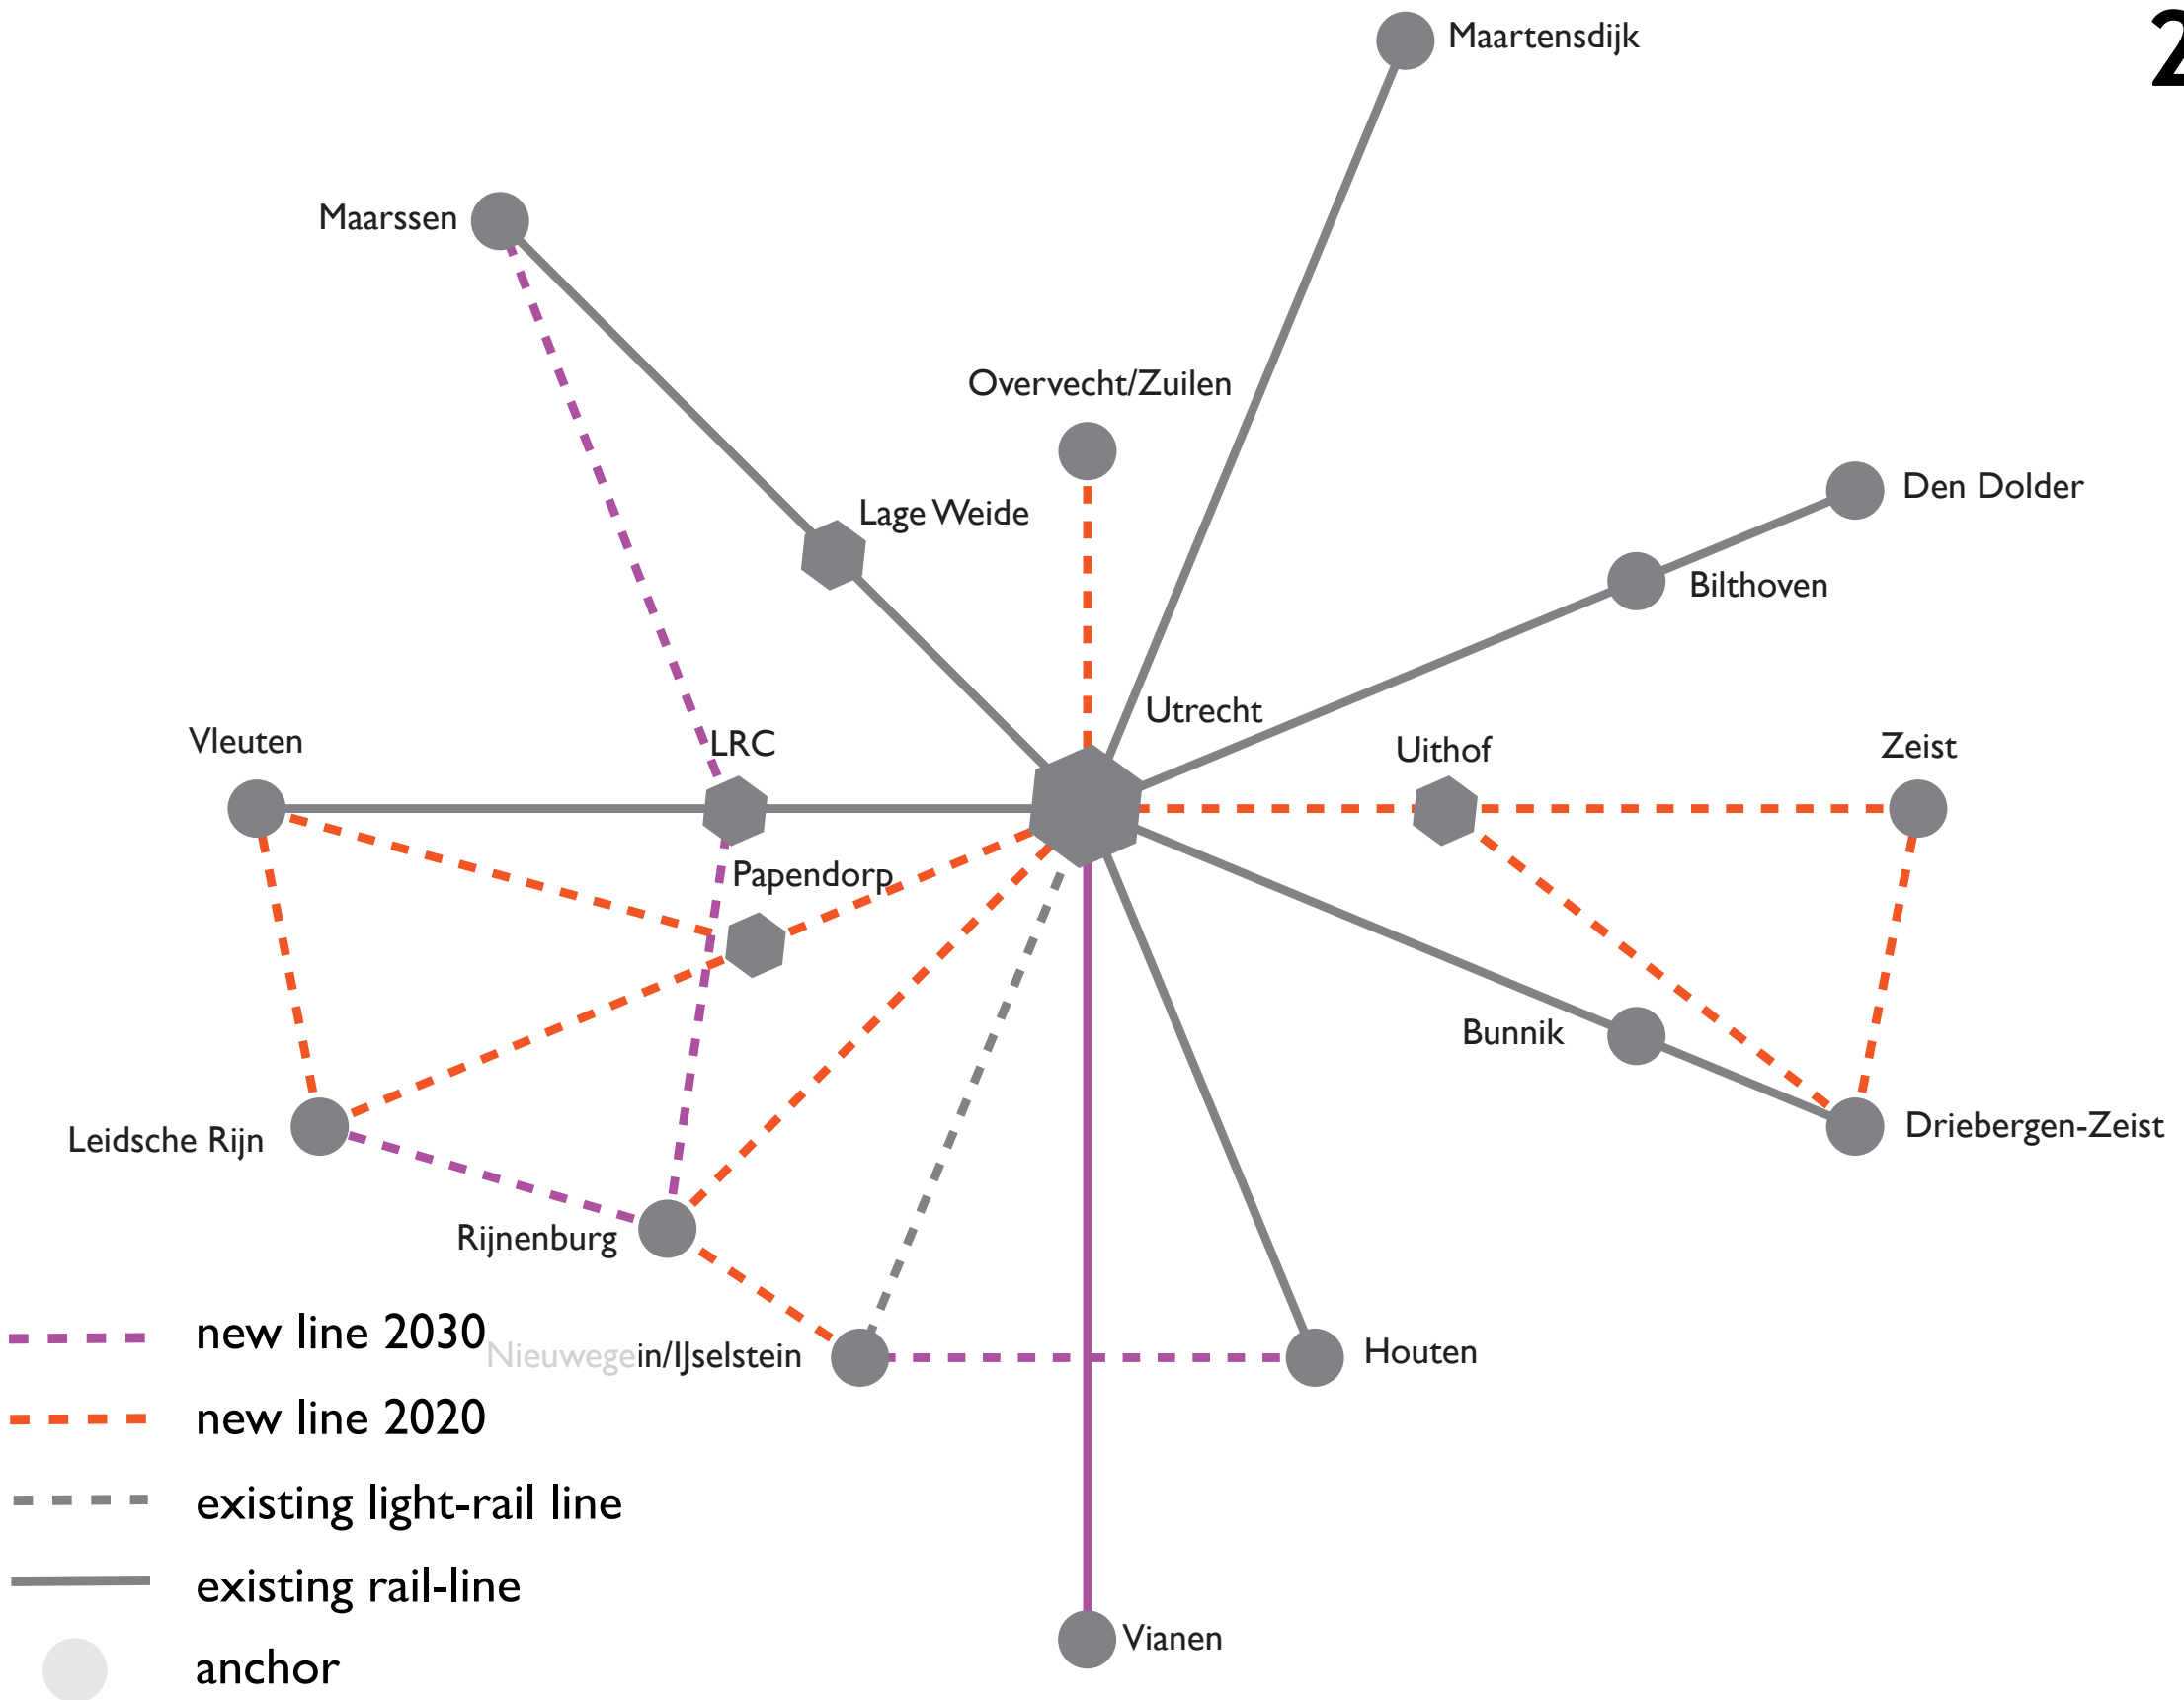 2
Maartensdijk
Maarssen
Overvecht/Zuilen
Den Dolder
Lage Weide
Bilthoven
Utrecht
Vleuten
LRC
Uithof
Zeist
Papendorp
Bunnik
Leidsche Rijn
Driebergen-Zeist
Rijnenburg
Nieuwegein/IJselstein
Houten
Vianen
new line 2030
new line 2020
existing light-rail line
existing rail-line
anchor